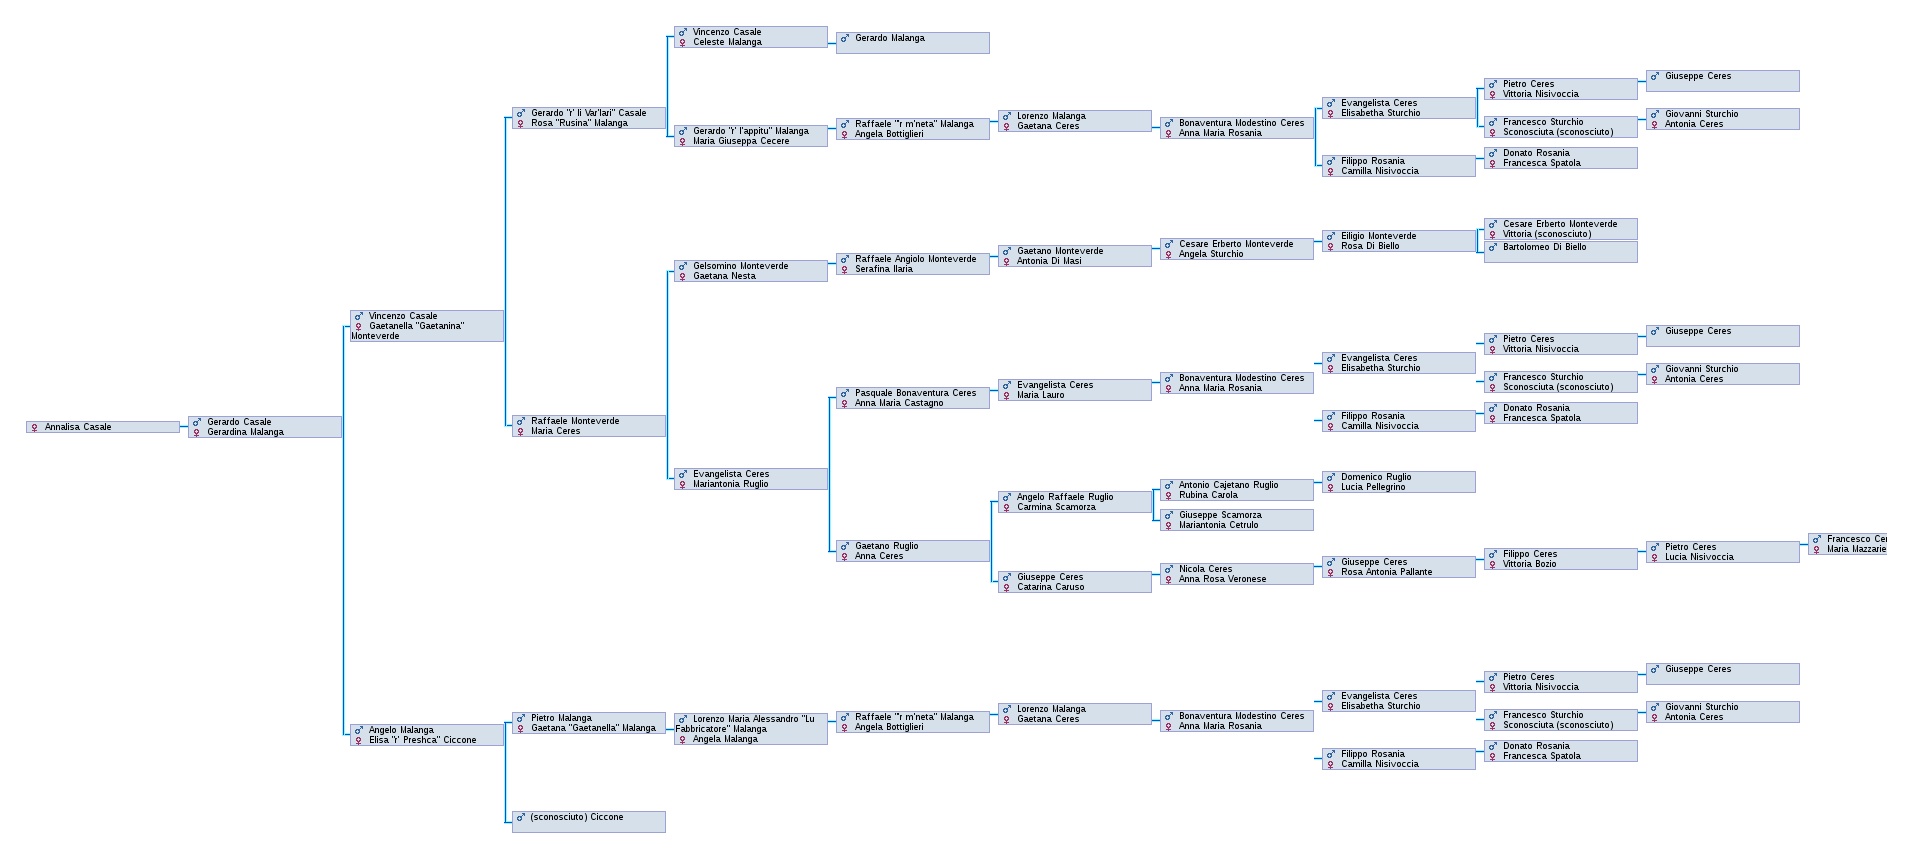 Annalisa Casale
Gerardo Casale
Gerardina Malanga
Vincenzo Casale
Gaetanella "Gaetanina"
Monteverde
Angelo Malanga
Elisa "r' Preshca" Ciccone
Gerardo "r' li Var'lari" Casale
Rosa "Rusina" Malanga
Raffaele Monteverde
Maria Ceres
Pietro Malanga
Gaetana "Gaetanella" Malanga
(sconosciuto) Ciccone
Vincenzo Casale
Celeste Malanga
Gerardo "r' l'appitu" Malanga
Maria Giuseppa Cecere
Gelsomino Monteverde
Gaetana Nesta
Evangelista Ceres
Mariantonia Ruglio
Lorenzo Maria Alessandro "Lu
Fabbricatore" Malanga
Angela Malanga
Gerardo Malanga
Raffaele "'r m'neta" Malanga
Angela Bottiglieri
Raffaele Angiolo Monteverde
Serafina Ilaria
Pasquale Bonaventura Ceres
Anna Maria Castagno
Gaetano Ruglio
Anna Ceres
Raffaele "'r m'neta" Malanga
Angela Bottiglieri
Lorenzo Malanga
Gaetana Ceres
Gaetano Monteverde
Antonia Di Masi
Evangelista Ceres
Maria Lauro
Angelo Raffaele Ruglio
Carmina Scamorza
Giuseppe Ceres
Catarina Caruso
Lorenzo Malanga
Gaetana Ceres
Bonaventura Modestino Ceres
Anna Maria Rosania
Cesare Erberto Monteverde
Angela Sturchio
Bonaventura Modestino Ceres
Anna Maria Rosania
Antonio Cajetano Ruglio
Rubina Carola
Giuseppe Scamorza
Mariantonia Cetrulo
Nicola Ceres
Anna Rosa Veronese
Bonaventura Modestino Ceres
Anna Maria Rosania
Evangelista Ceres
Elisabetha Sturchio
Filippo Rosania
Camilla Nisivoccia
Eiligio Monteverde
Rosa Di Biello
Evangelista Ceres
Elisabetha Sturchio
Filippo Rosania
Camilla Nisivoccia
Domenico Ruglio
Lucia Pellegrino
Giuseppe Ceres
Rosa Antonia Pallante
Evangelista Ceres
Elisabetha Sturchio
Filippo Rosania
Camilla Nisivoccia
Pietro Ceres
Vittoria Nisivoccia
Francesco Sturchio
Sconosciuta (sconosciuto)
Donato Rosania
Francesca Spatola
Cesare Erberto Monteverde
Vittoria (sconosciuto)
Bartolomeo Di Biello
Pietro Ceres
Vittoria Nisivoccia
Francesco Sturchio
Sconosciuta (sconosciuto)
Donato Rosania
Francesca Spatola
Filippo Ceres
Vittoria Bozio
Pietro Ceres
Vittoria Nisivoccia
Francesco Sturchio
Sconosciuta (sconosciuto)
Donato Rosania
Francesca Spatola
Giuseppe Ceres
Giovanni Sturchio
Antonia Ceres
Giuseppe Ceres
Giovanni Sturchio
Antonia Ceres
Pietro Ceres
Lucia Nisivoccia
Giuseppe Ceres
Giovanni Sturchio
Antonia Ceres
Francesco
Maria Mazzarie